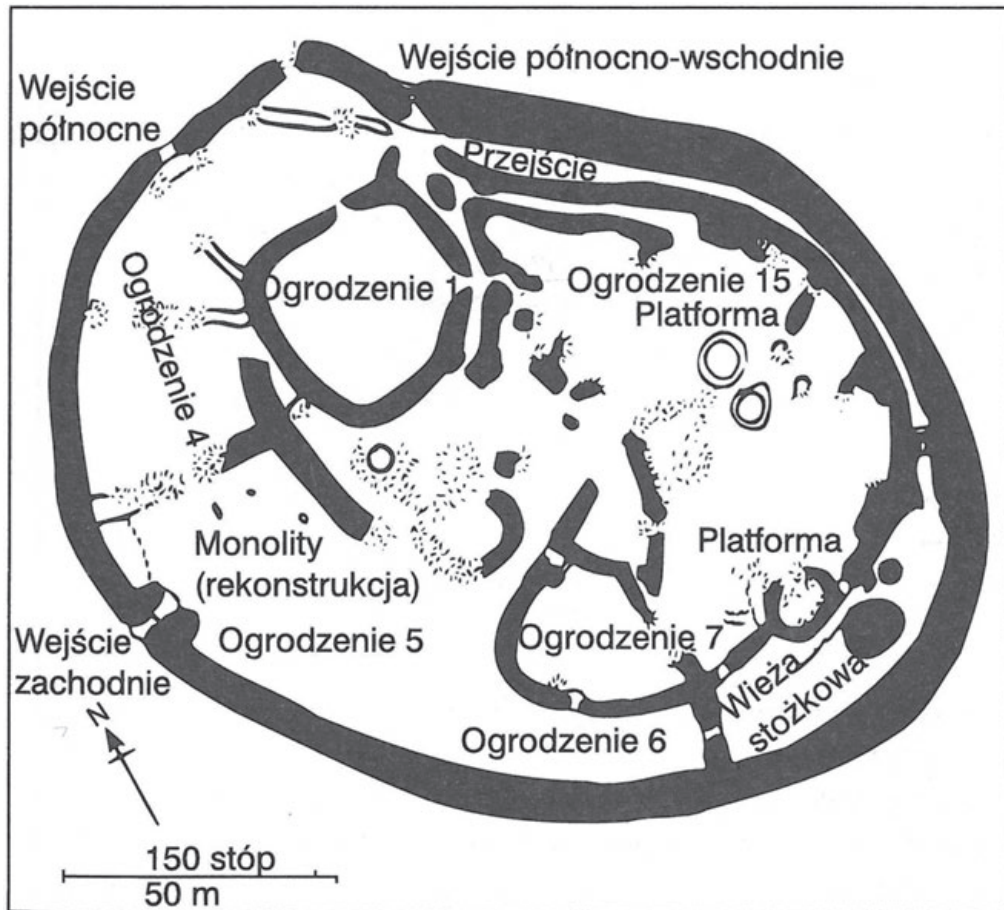 Wejście północno-wschodnie
Wejście
północne
Przejście
Ogrodzenie 1
Ogrodzenie 15
Platforma
Ogrodzenie 4
Monolity
(rekonstrukcja)
Platforma
Ogrodzenie 5
Ogrodzenie 7
Wejście
zachodnie
Wieża
stożkowa
Ogrodzenie 6
N
150 stóp
50 m